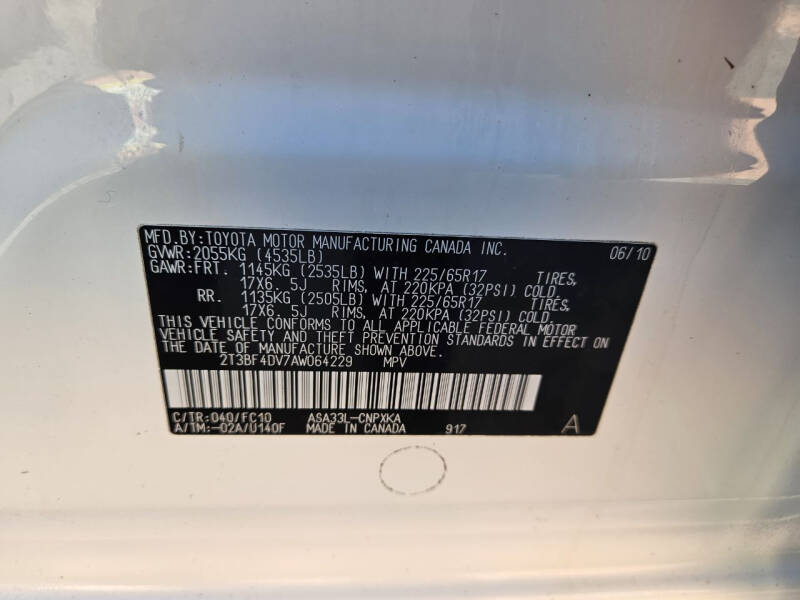 MFD.BY:TOYOTA MOTOR MANUFACTURING CANADA INC. 06/10
GVWR:2055KG (4535LB)
GAWR:FRT. 1145KG (2535LB) WITH 225/65R17 TIRES,
17X6. 5J RIMS, AT 220KPA (32PSI) COLD.
RR. 1135KG (2505LB) WITH 225/65R17 TIRES,
17X6. 5J RIMS, AT 220KPA (32PSI) COLD.
THIS VEHICLE CONFORMS TO ALL APPLICABLE FEDERAL MOTOR
VEHICLE SAFETY AND THEFT PREVENTION STANDARDS IN EFFECT ON
THE DATE OF MANUFACTURE SHOWN ABOVE.
2T3BF4DV7AW064229 MPV
C/TR:040/FC10 ASA33L-CNPXKA
A/TM:-02A/U140F MADE IN CANADA 917 A